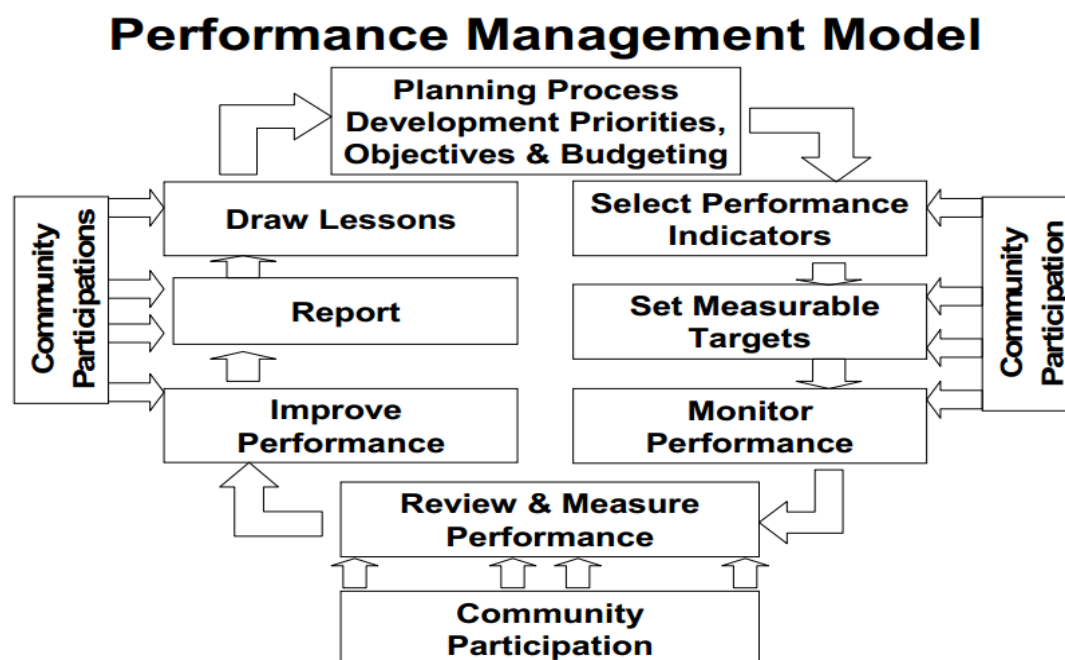 Performance Management Model
Planning Process
Development Priorities,
Objectives & Budgeting
Draw Lessons
Select Performance
Indicators
Community
Participations
Community
Participation
Report
Set Measurable
Targets
Improve
Performance
Monitor
Performance
Review & Measure
Performance
Community
Participation